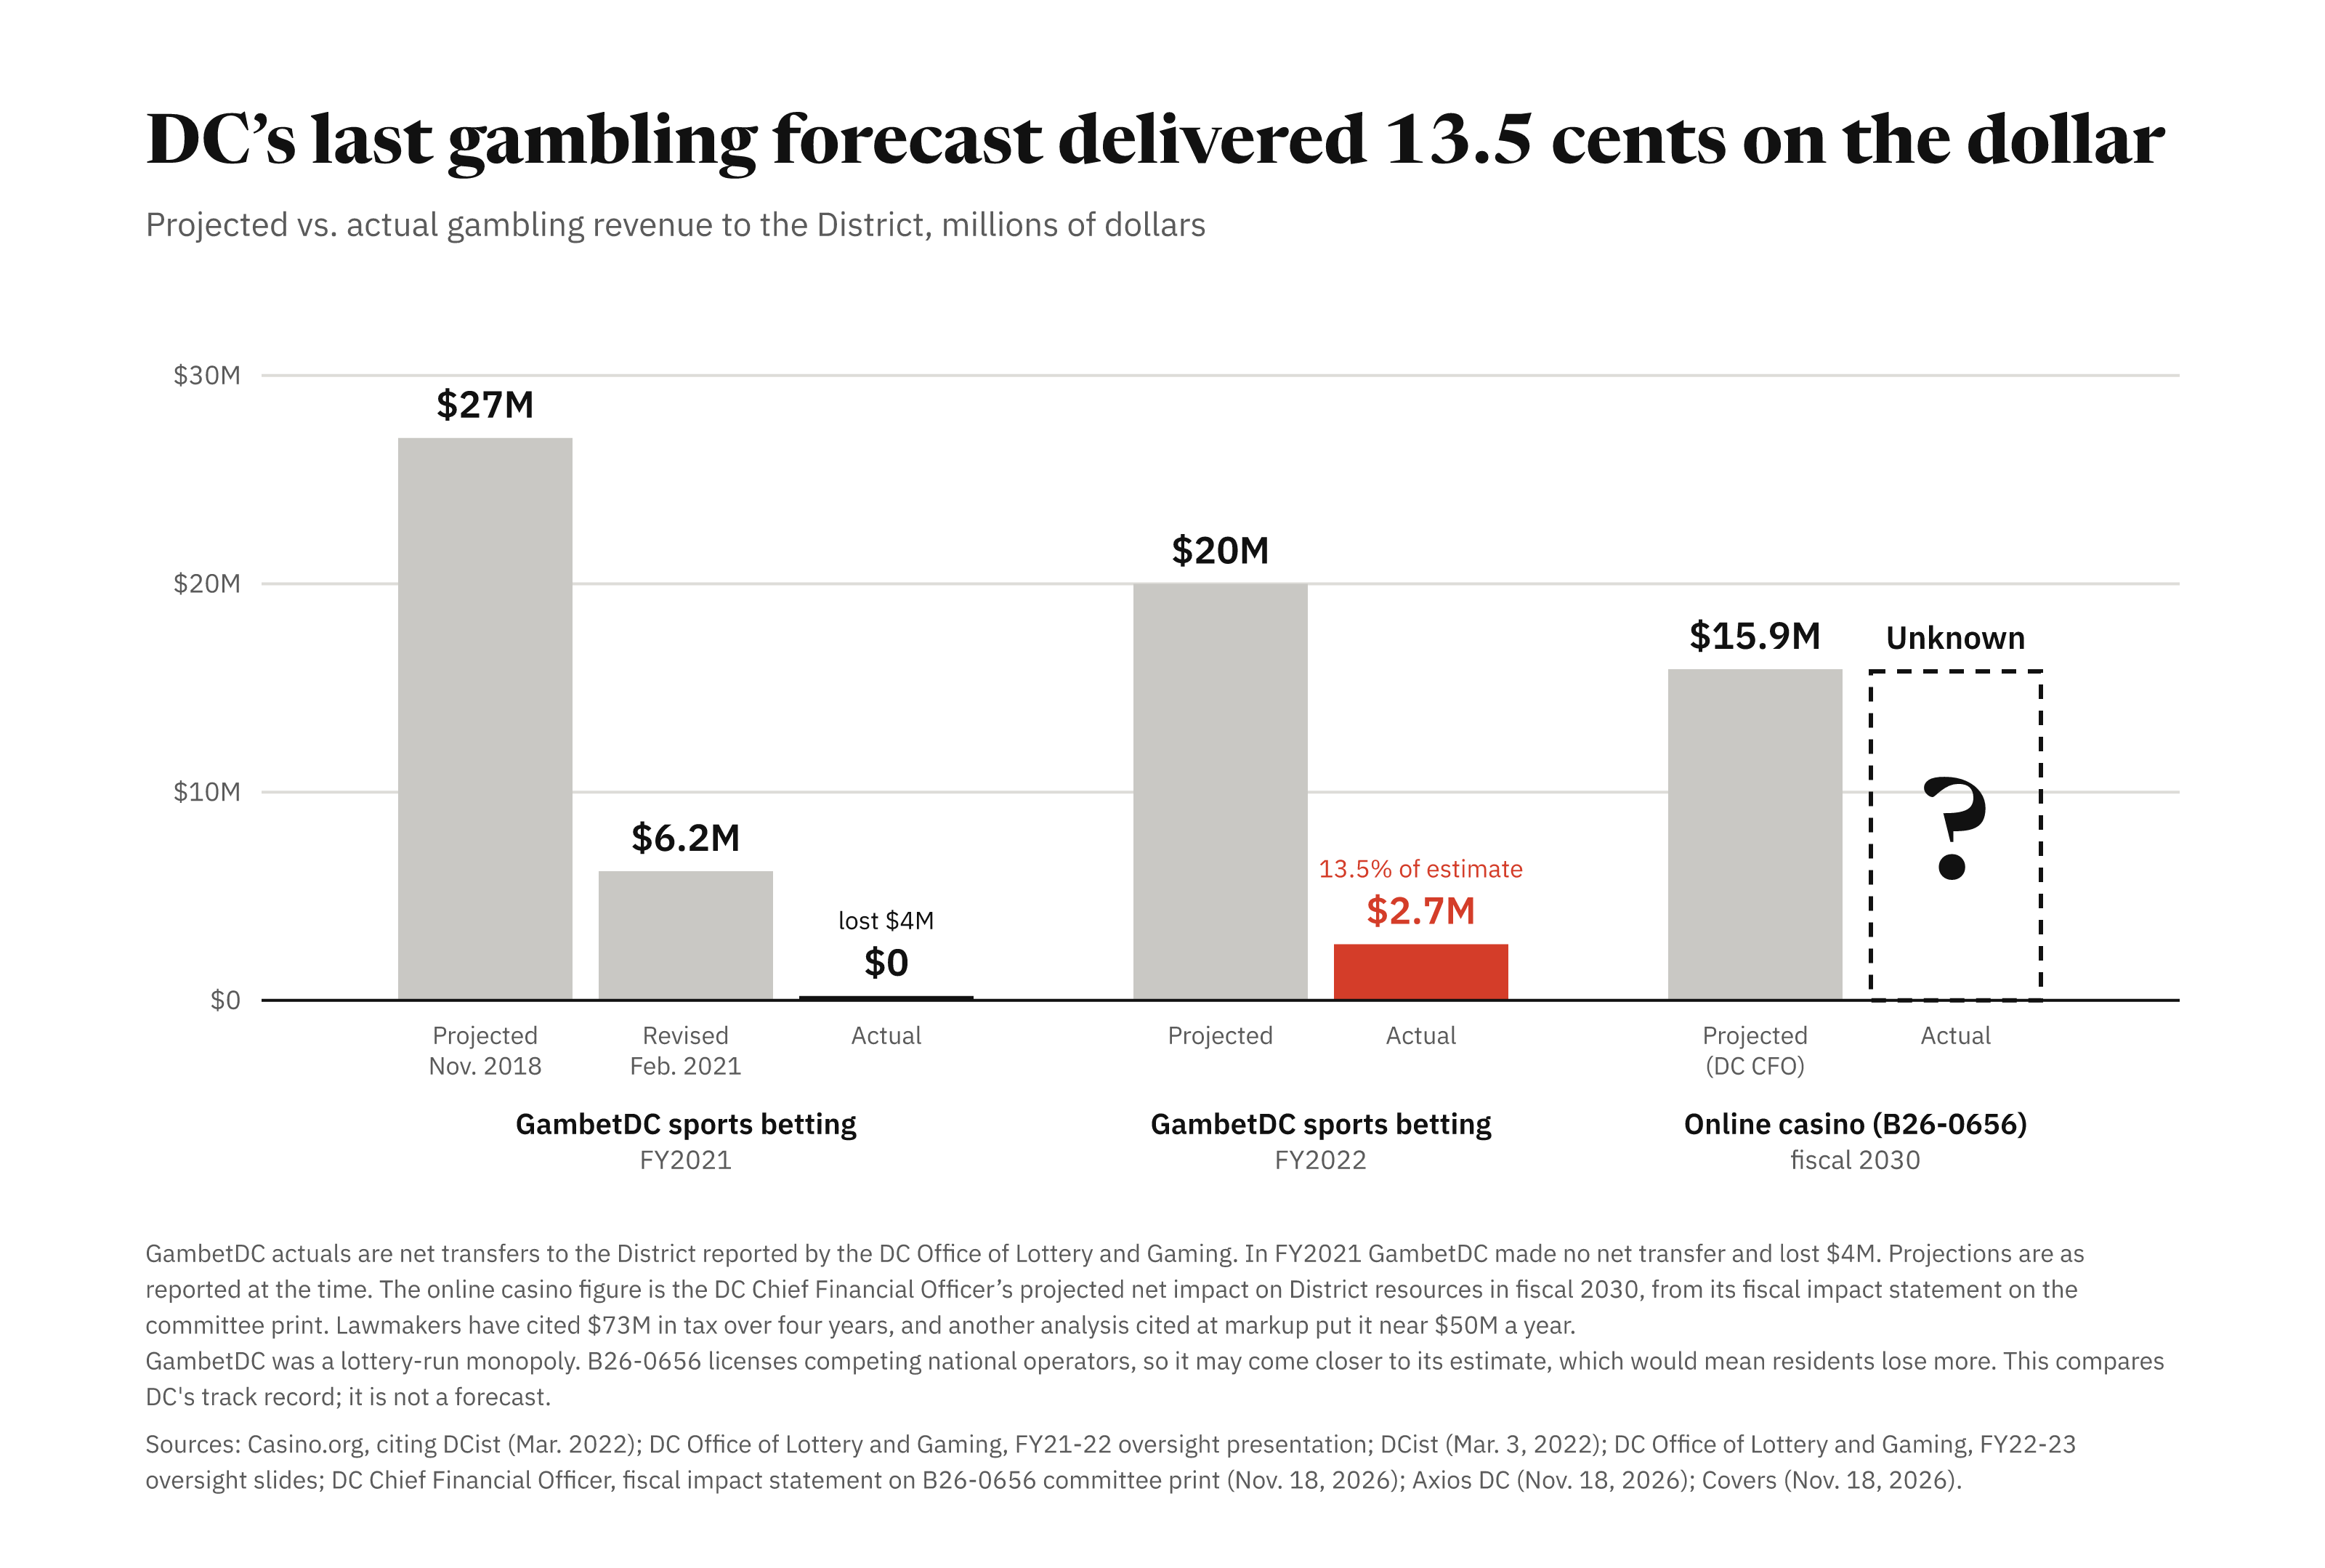 DC’s last gambling forecast delivered 13.5 cents on the dollar
Projected vs. actual gambling revenue to the District, millions of dollars
$30M
$20M
$10M
$0
$27M
$6.2M
lost $4M
$0
$20M
13.5% of estimate
$2.7M
$15.9M
Unknown
?
Projected
Nov. 2018
Revised
Feb. 2021
Actual
Projected
Actual
Projected
(DC CFO)
Actual
GambetDC sports betting
FY2021
GambetDC sports betting
FY2022
Online casino (B26-0656)
fiscal 2030
GambetDC actuals are net transfers to the District reported by the DC Office of Lottery and Gaming. In FY2021 GambetDC made no net transfer and lost $4M. Projections are as
reported at the time. The online casino figure is the DC Chief Financial Officer’s projected net impact on District resources in fiscal 2030, from its fiscal impact statement on the
committee print. Lawmakers have cited $73M in tax over four years, and another analysis cited at markup put it near $50M a year.
GambetDC was a lottery-run monopoly. B26-0656 licenses competing national operators, so it may come closer to its estimate, which would mean residents lose more. This compares
DC's track record; it is not a forecast.
Sources: Casino.org, citing DCist (Mar. 2022); DC Office of Lottery and Gaming, FY21-22 oversight presentation; DCist (Mar. 3, 2022); DC Office of Lottery and Gaming, FY22-23
oversight slides; DC Chief Financial Officer, fiscal impact statement on B26-0656 committee print (Nov. 18, 2026); Axios DC (Nov. 18, 2026); Covers (Nov. 18, 2026).